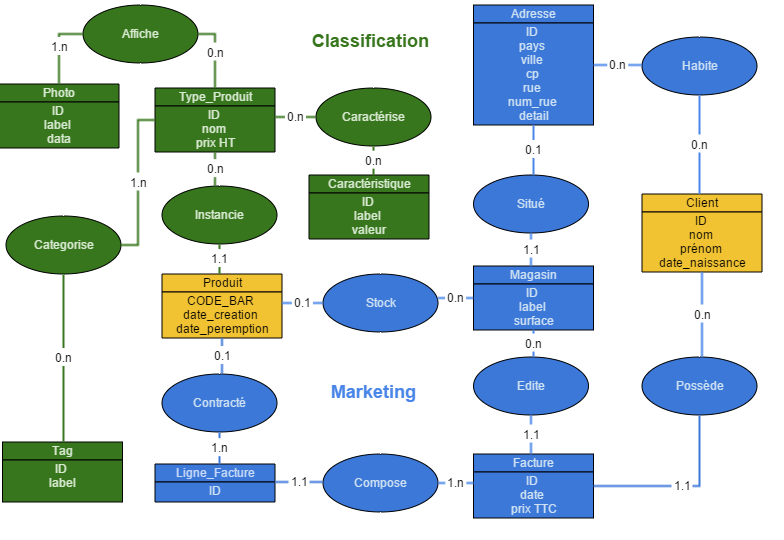 Affiche
Classification
Adresse
ID
pays
ville
cp
rue
num_rue
detail
1.n
0.n
0.n
Habite
Photo
ID
label
data
Type_Produit
ID
nom
prix HT
0.n
Caractérise
0.n
0.1
0.n
1.n
0.n
Caractéristique
ID
label
valeur
Instancie
Situé
Client
ID
nom
prénom
date_naissance
Categorise
1.1
1.1
Produit
CODE_BAR
date_creation
date_peremption
0.1
Stock
0.n
Magasin
ID
label
surface
0.n
0.n
0.1
0.n
Marketing
Contracté
Edite
Possède
1.n
1.1
Tag
ID
label
Ligne_Facture
ID
1.1
Compose
1.n
Facture
ID
date
prix TTC
1.1